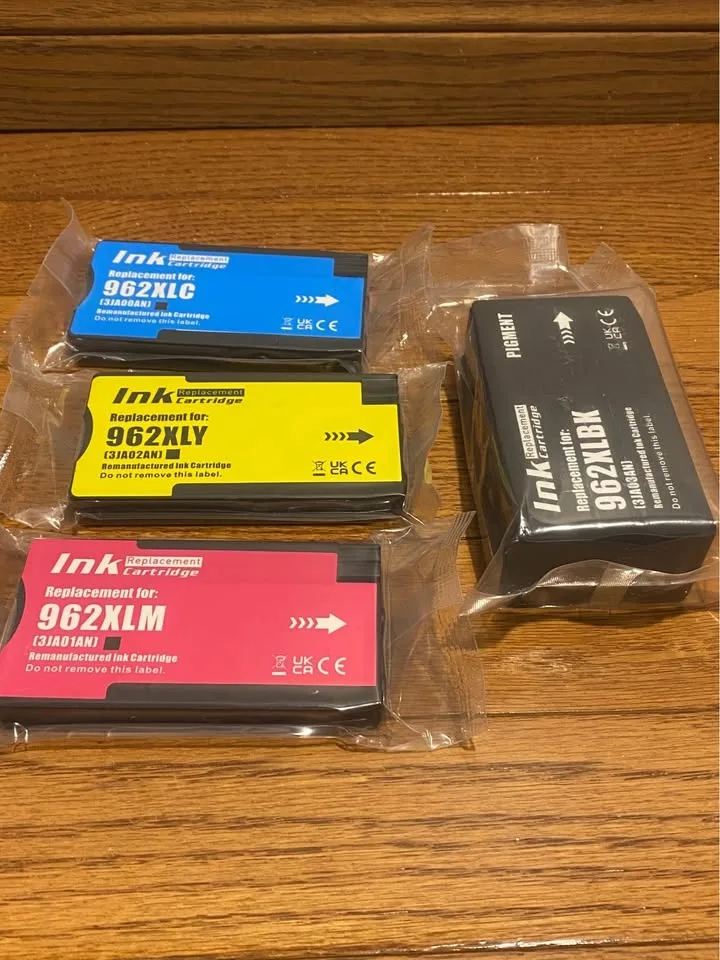 Ink Replacement
Cartridge
Replacement for:
962XLC
(3JA00AN)
Remanufactured Ink Cartridge
Do not remove this label.
UK
CA CE
Ink Replacement
Cartridge
Replacement for:
962XLY
(3JA02AN)
Remanufactured Ink Cartridge
Do not remove this label.
UK
CA CE
Ink Replacement
Cartridge
Replacement for:
962XLM
(3JA01AN)
Remanufactured Ink Cartridge
Do not remove this label.
UK
CA CE
Ink Replacement
Cartridge
Replacement for:
962XLBK
(3JA03AN)
Remanufactured Ink Cartridge
Do not remove this label.
PIGMENT
UK
CA CE